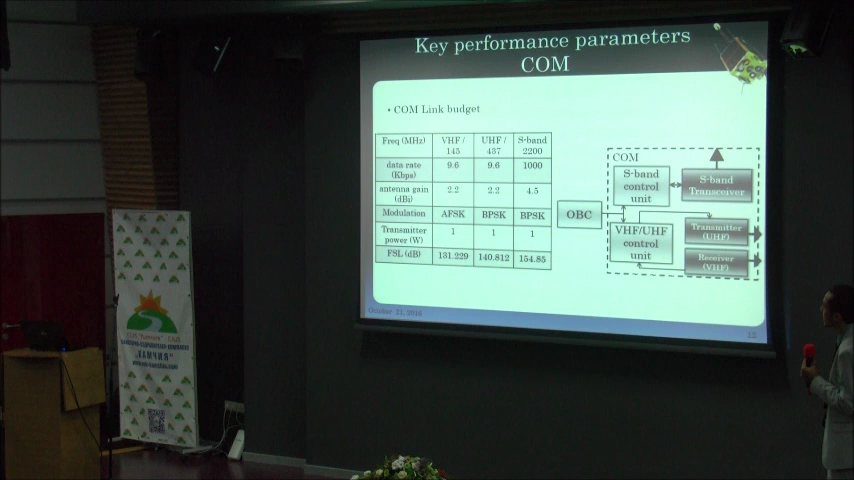 Key performance parameters
COM
• COM Link budget
Freq (MHz) VHF / 145 UHF / 437 S-band 2200
data rate (Kbps) 9.6 9.6 1000
antenna gain (dBi) 2.2 2.2 4.5
Modulation AFSK BPSK BPSK
Transmitter power (W) 1 1 1
FSL (dB) 131.229 140.812 154.85
COM
S-band control unit
S-band Transceiver
OBC
VHF/UHF control unit
Transmitter (UHF)
Receiver (VHF)
12
"КАМЧИЯ"